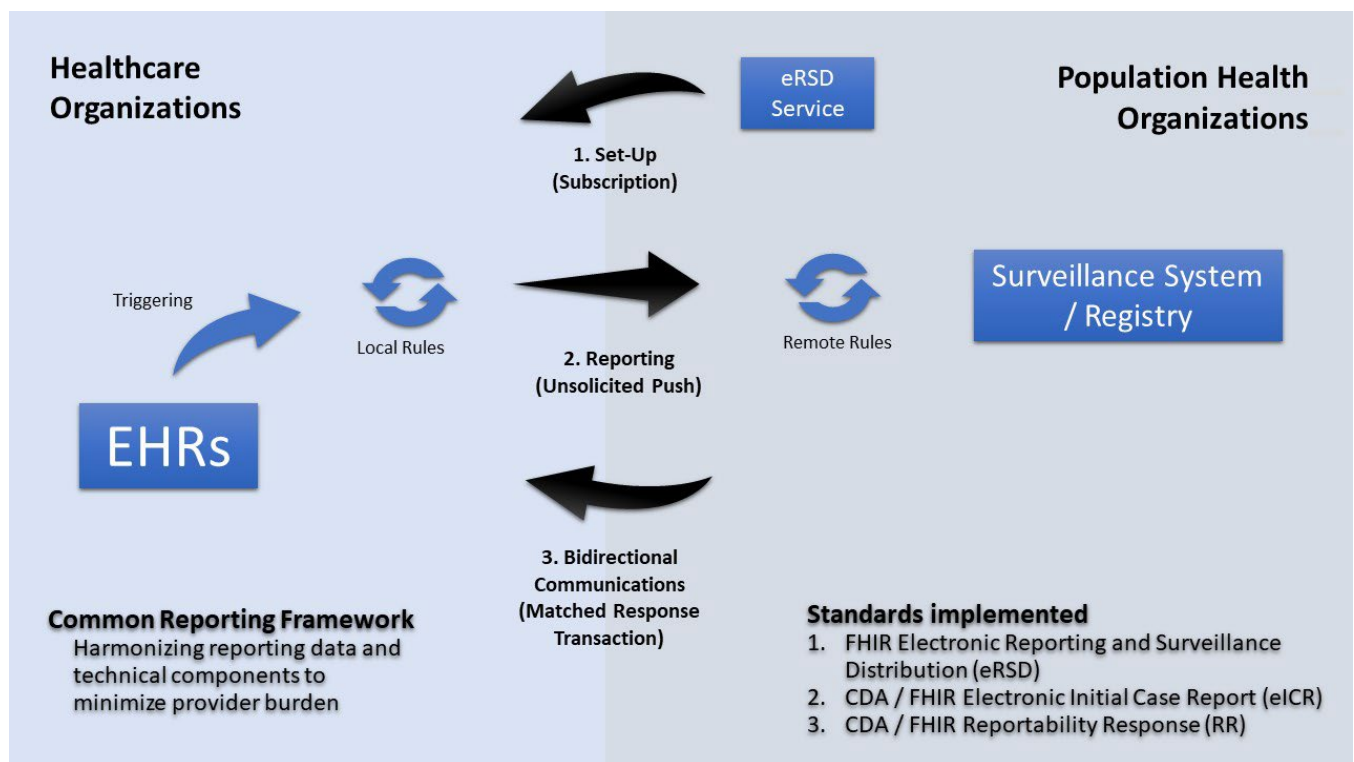 Healthcare
Organizations
eRSD
Service
Population Health
Organizations
1. Set-Up
(Subscription)
Triggering
Local Rules
2. Reporting
(Unsolicited Push)
Remote Rules
Surveillance System
/ Registry
EHRs
3. Bidirectional
Communications
(Matched Response
Transaction)
Common Reporting Framework
Harmonizing reporting data and
technical components to
minimize provider burden
Standards implemented
1. FHIR Electronic Reporting and Surveillance
Distribution (eRSD)
2. CDA / FHIR Electronic Initial Case Report (eICR)
3. CDA / FHIR Reportability Response (RR)